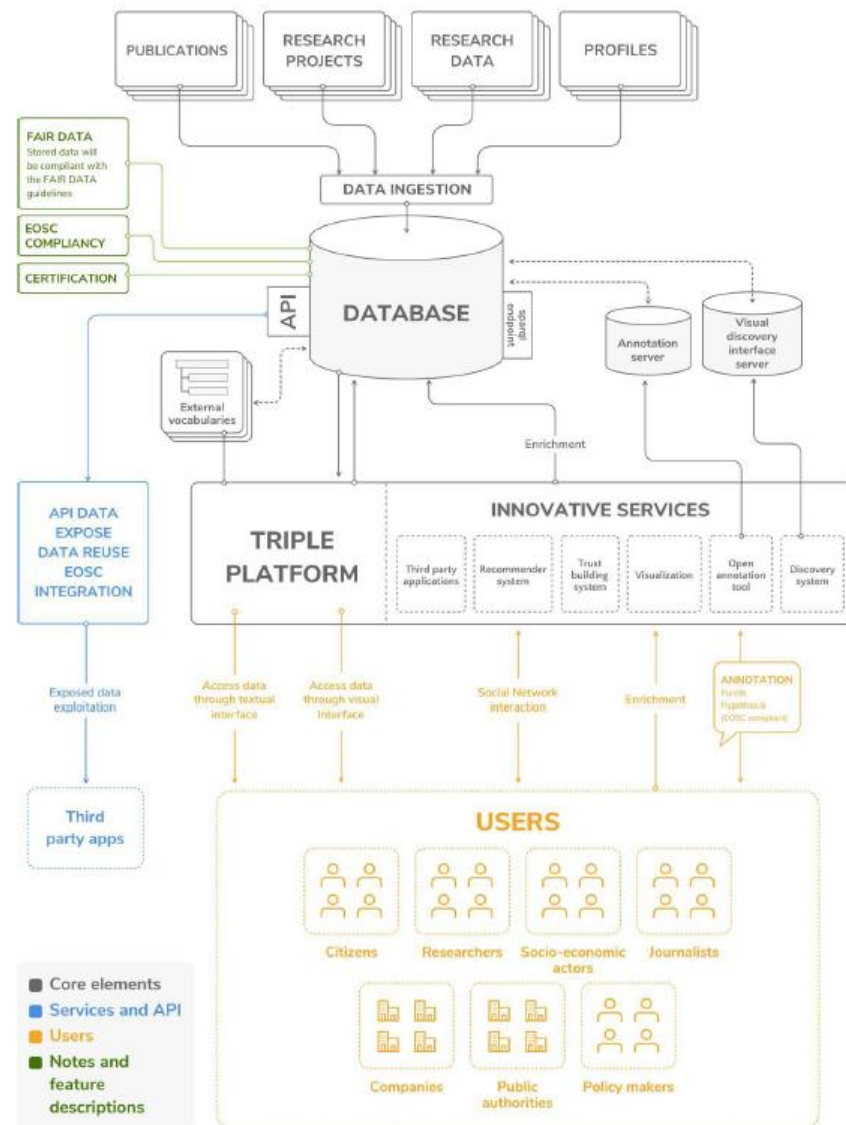 PUBLICATIONS
RESEARCH
PROJECTS
RESEARCH
DATA
PROFILES
FAIR DATA
Stored data will
be compliant with
the FAIR DATA
guidelines
DATA INGESTION
EOSC
COMPLIANCY
CERTIFICATION
API
DATABASE
sparql
endpoint
Annotation
server
Visual
discovery
interface
server
External
vocabularies
Enrichment
API DATA
EXPOSE
DATA REUSE
EOSC
INTEGRATION
TRIPLE
PLATFORM
INNOVATIVE SERVICES
Third party
applications
Recommender
system
Trust
building
system
Visualization
Open
annotation
tool
Discovery
system
Exposed data
exploitation
Access data
through textual
interface
Access data
through visual
interface
Social Network
interaction
Enrichment
ANNOTATION
Pundit
Hypothes.is
(EOSC compliant)
Third
party apps
USERS
Citizens
Researchers
Socio-economic
actors
Journalists
Companies
Public
authorities
Policy makers
Core elements
Services and API
Users
Notes and
feature
descriptions